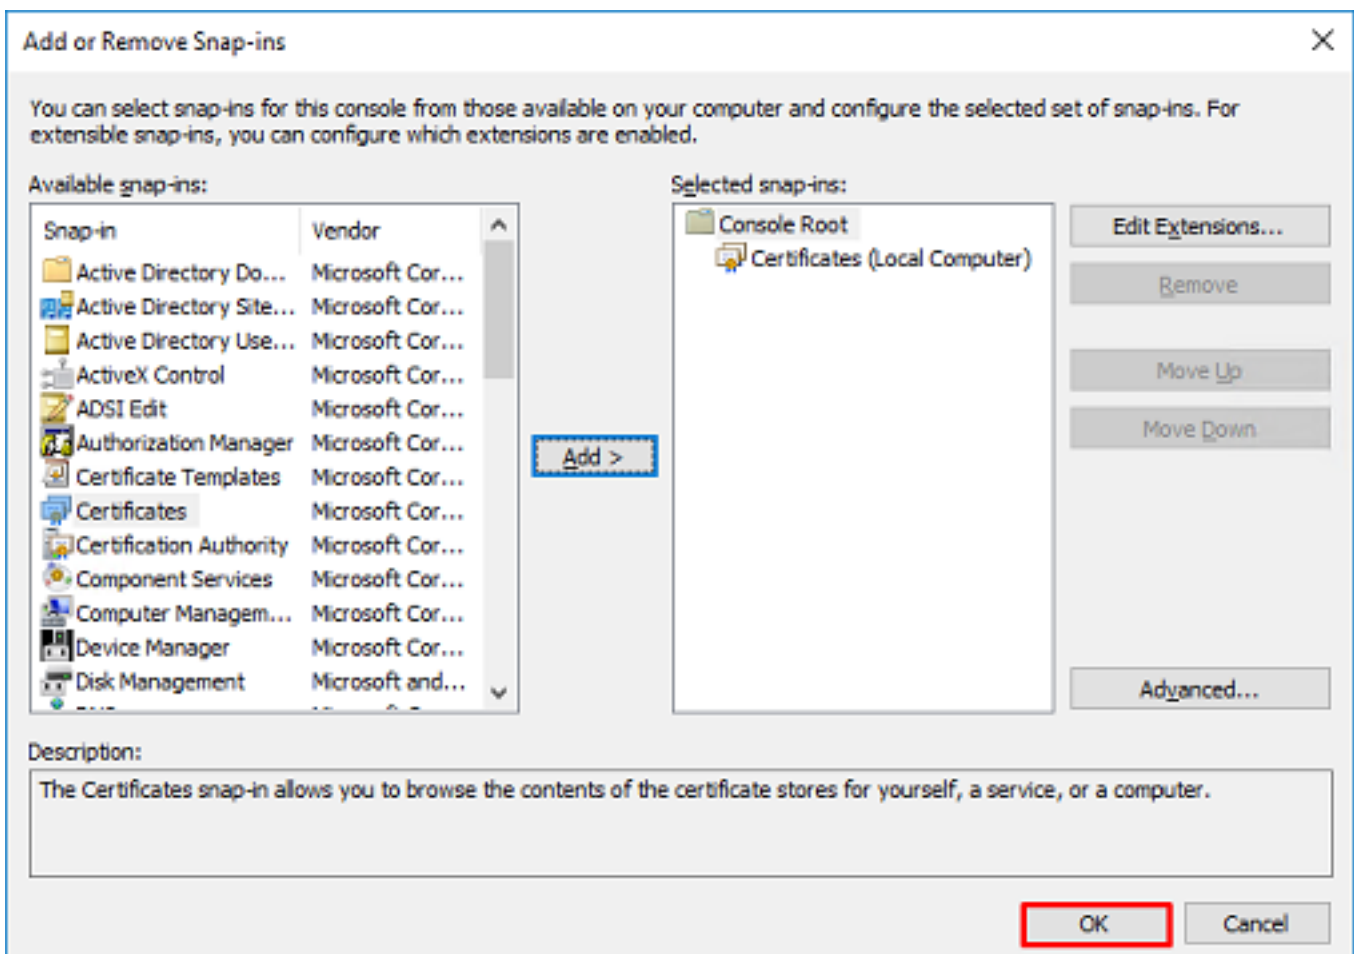 Add or Remove Snap-ins
You can select snap-ins for this console from those available on your computer and configure the selected set of snap-ins. For
extensible snap-ins, you can configure which extensions are enabled.
Available snap-ins:
Snap-in Vendor
Active Directory Do... Microsoft Cor...
Active Directory Site... Microsoft Cor...
Active Directory Use... Microsoft Cor...
ActiveX Control Microsoft Cor...
ADSI Edit Microsoft Cor...
Authorization Manager Microsoft Cor...
Certificate Templates Microsoft Cor...
Certificates Microsoft Cor...
Certification Authority Microsoft Cor...
Component Services Microsoft Cor...
Computer Managem... Microsoft Cor...
Device Manager Microsoft Cor...
Disk Management Microsoft and...
Add >
Selected snap-ins:
Console Root
Certificates (Local Computer)
Edit Extensions...
Remove
Move Up
Move Down
Advanced...
Description:
The Certificates snap-in allows you to browse the contents of the certificate stores for yourself, a service, or a computer.
OK
Cancel